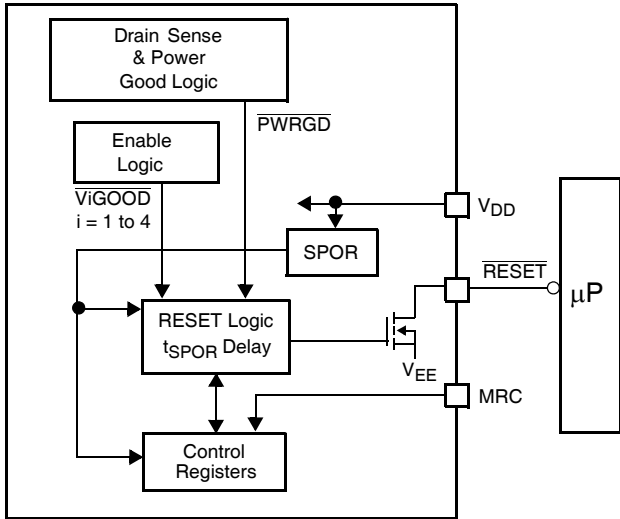 Drain Sense
& Power
Good Logic
PWRGD
Enable
Logic
ViGOOD
i = 1 to 4
VDD
SPOR
RESET
μP
RESET Logic
tSPOR Delay
VEE
MRC
Control
Registers